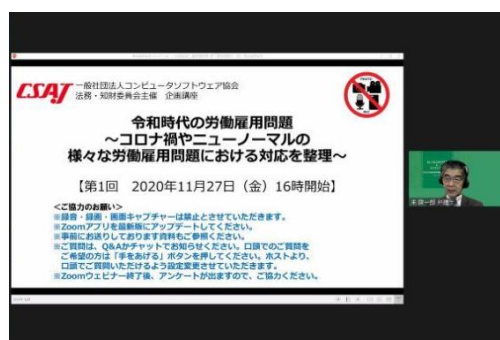 CSAJ 一般社団法人コンピュータソフトウェア協会
法務・知財委員会主催 企画講座
令和時代の労働雇用問題
~コロナ禍やニューノーマルの
様々な労働雇用問題における対応を整理~
【第1回 2020年11月27日(金)16時開始】
<ご協力のお願い>
※録音・録画・画面キャプチャーは禁止とさせていただきます。
※Zoomアプリを最新版にアップデートしてください。
※事前にお送りしております資料もご参照ください。
※ご質問は、Q&Aかチャットでお知らせください。口頭でのご質問を
ご希望の方は「手をあげる」ボタンを押してください。ホストより、
口頭でご質問いただけるよう設定変更させていただきます。
※Zoomウェビナー終了後、アンケートが出ますので、ご協力ください。